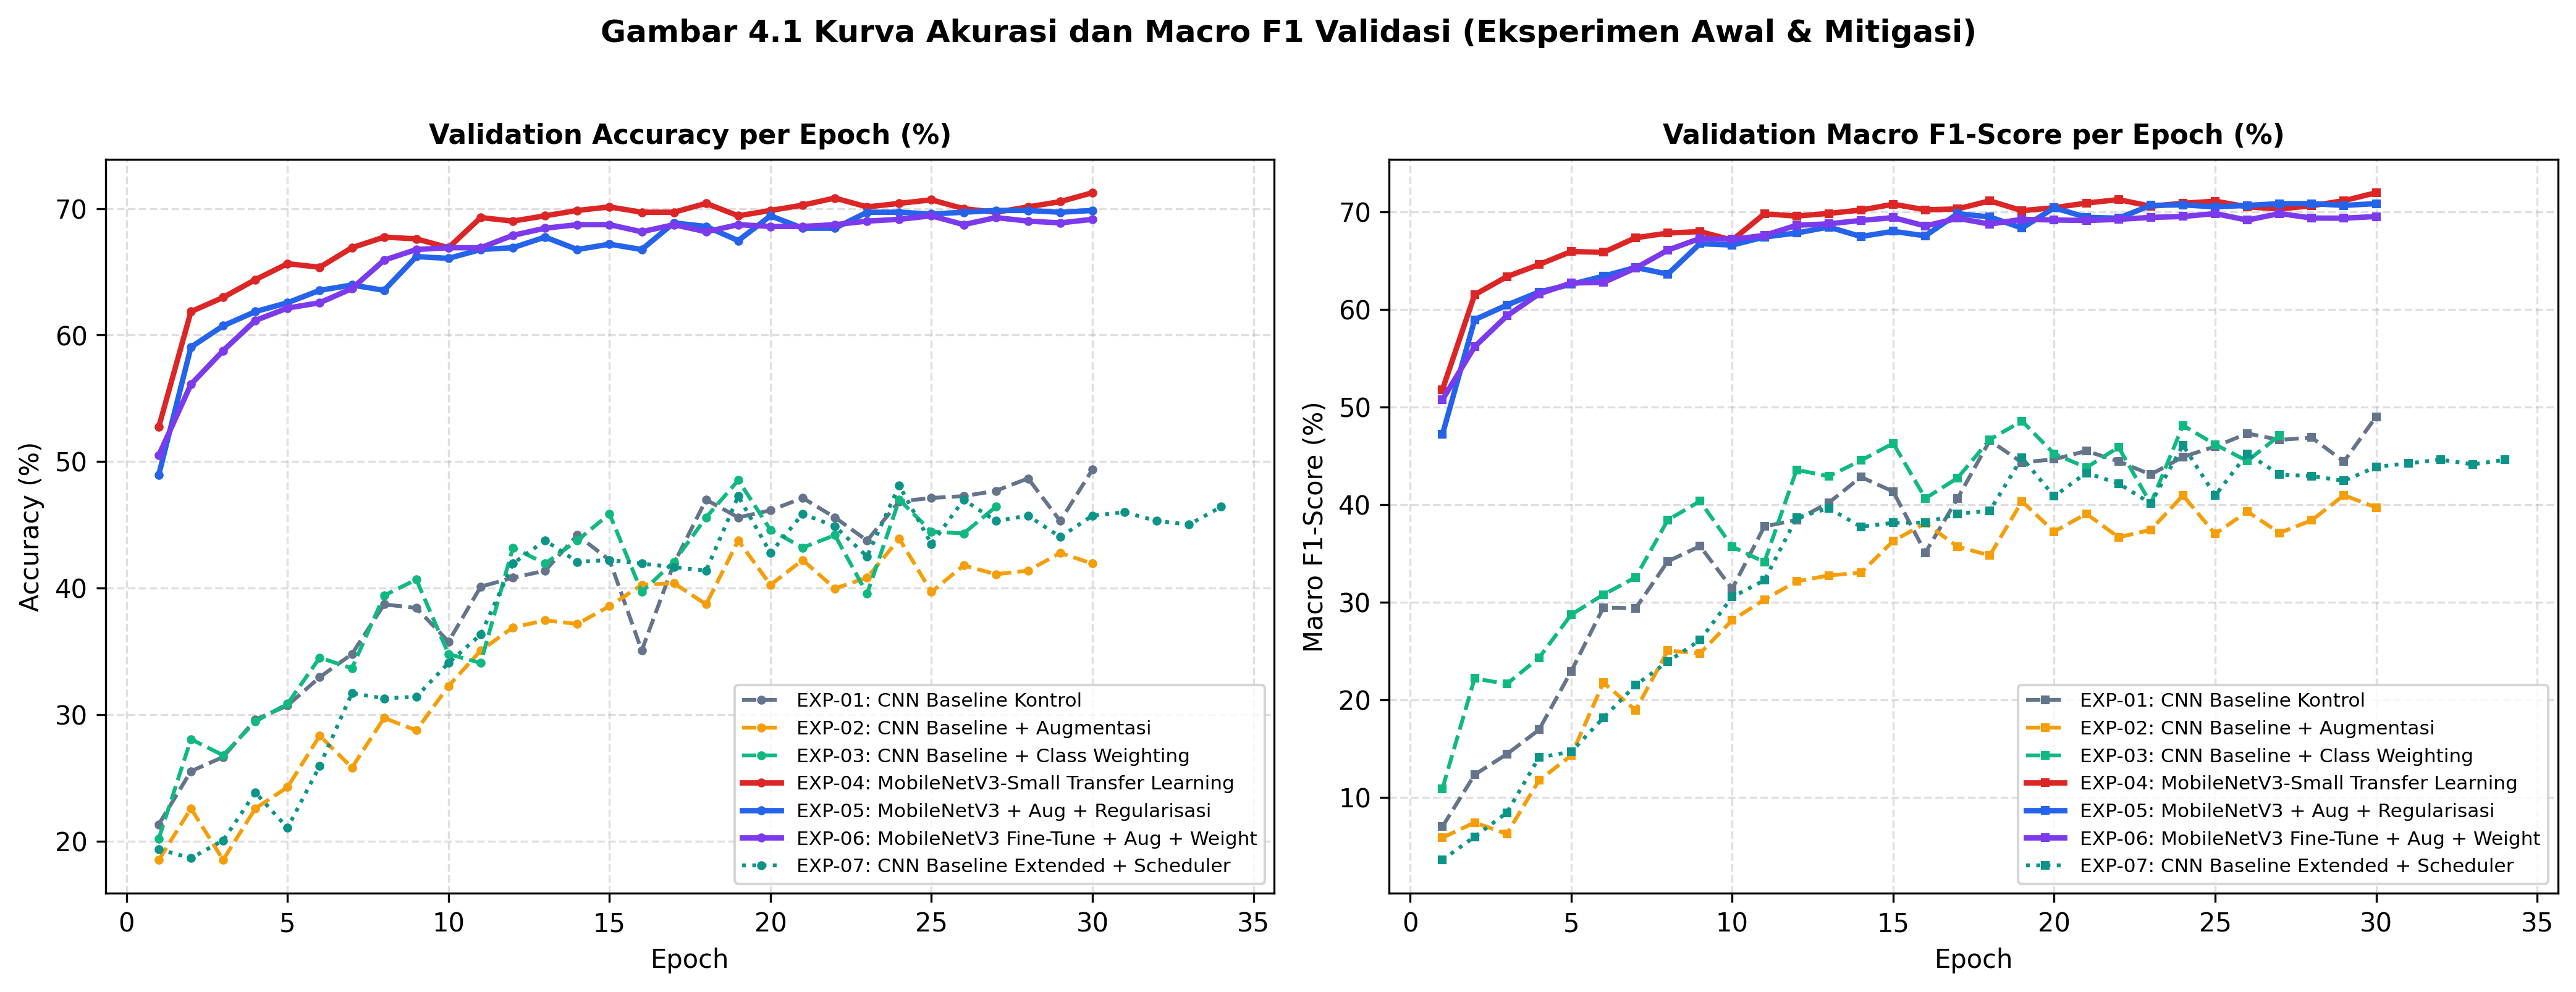 Gambar 4.1 Kurva Akurasi dan Macro F1 Validasi (Eksperimen Awal & Mitigasi)
Validation Accuracy per Epoch (%)
Accuracy (%)
70
60
50
40
30
20
0 5 10 15 20 25 30 35
Epoch
EXP-01: CNN Baseline Kontrol
EXP-02: CNN Baseline + Augmentasi
EXP-03: CNN Baseline + Class Weighting
EXP-04: MobileNetV3-Small Transfer Learning
EXP-05: MobileNetV3 + Aug + Regularisasi
EXP-06: MobileNetV3 Fine-Tune + Aug + Weight
EXP-07: CNN Baseline Extended + Scheduler
Validation Macro F1-Score per Epoch (%)
Macro F1-Score (%)
70
60
50
40
30
20
10
0 5 10 15 20 25 30 35
Epoch
EXP-01: CNN Baseline Kontrol
EXP-02: CNN Baseline + Augmentasi
EXP-03: CNN Baseline + Class Weighting
EXP-04: MobileNetV3-Small Transfer Learning
EXP-05: MobileNetV3 + Aug + Regularisasi
EXP-06: MobileNetV3 Fine-Tune + Aug + Weight
EXP-07: CNN Baseline Extended + Scheduler